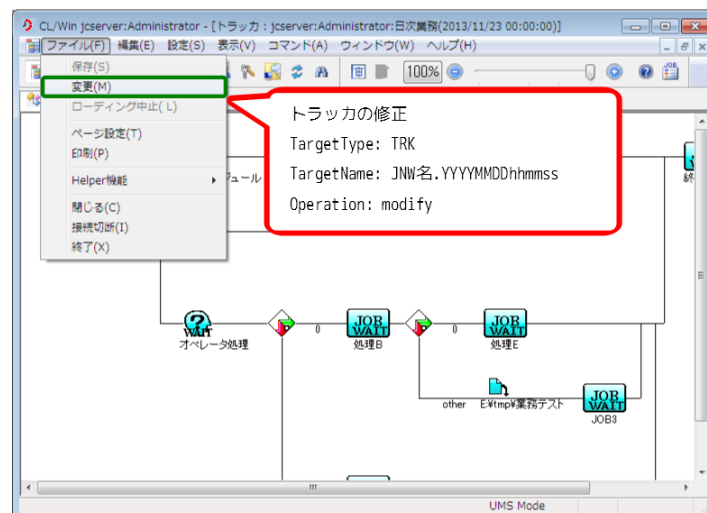 CL/Win jcserver:Administrator - [トラッカ : jcserver:Administrator:日次業務(2013/11/23 00:00:00)]
ファイル(F) 編集(E) 設定(S) 表示(V) コマンド(A) ウィンドウ(W) ヘルプ(H)
100%
保存(S)
変更(M)
ローディング中止( L)
ページ設定(T)
印刷(P)
Helper機能
閉じる(C)
接続切断(I)
終了(X)
トラッカの修正
TargetType: TRK
TargetName: JNW名.YYYYMMDDhhmmss
Operation: modify
ジュール
終
WAIT
オペレータ処理
0
JOB
WAIT
処理B
0
JOB
WAIT
処理E
other
E:¥tmp¥業務テスト
JOB
WAIT
JOB3
UMS Mode